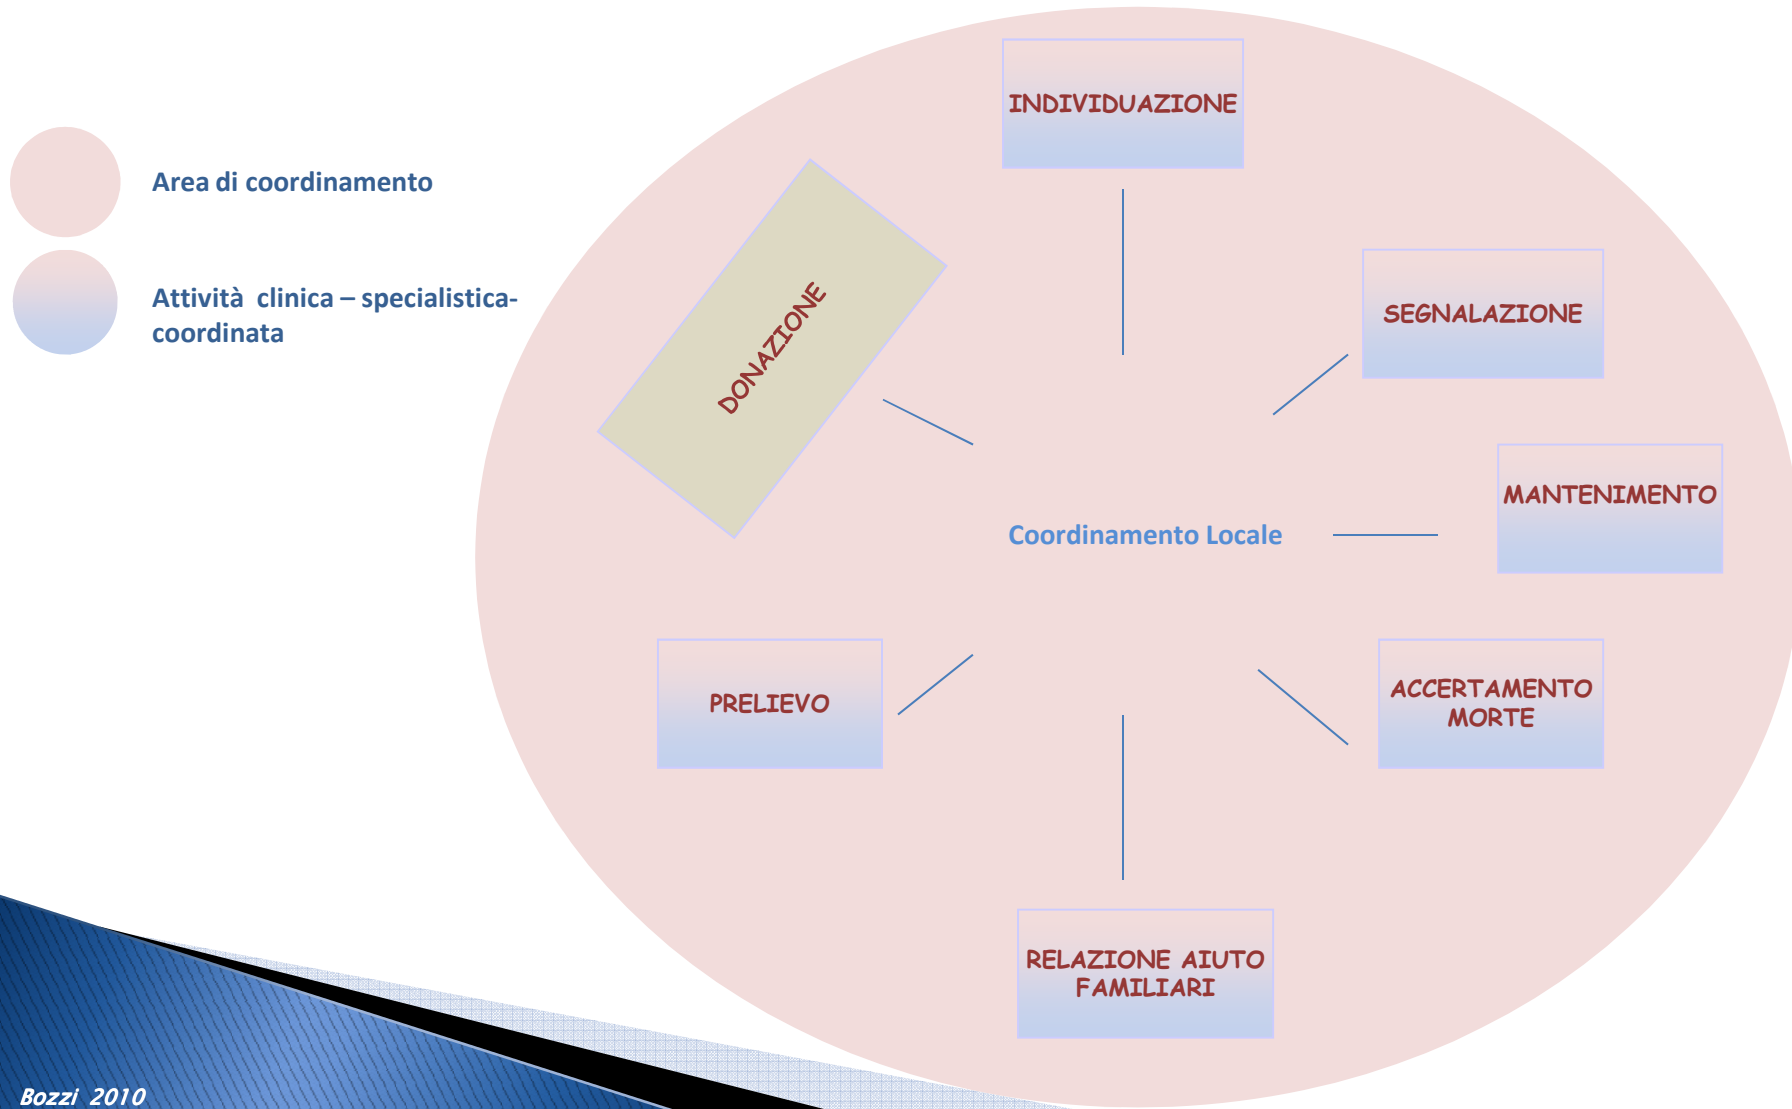 Area di coordinamento
Attività clinica – specialistica-
coordinata
INDIVIDUAZIONE
SEGNALAZIONE
MANTENIMENTO
ACCERTAMENTO
MORTE
RELAZIONE AIUTO
FAMILIARI
PRELIEVO
DONAZIONE
Coordinamento Locale
Bozzi 2010